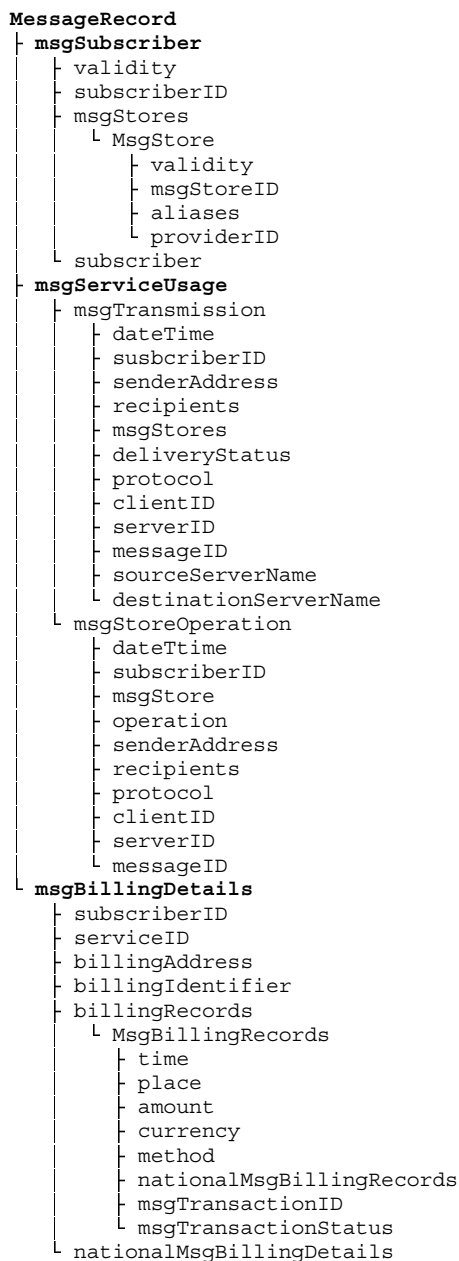 MessageRecord
msgSubscriber
validity
subscriberID
msgStores
MsgStore
validity
msgStoreID
aliases
providerID
subscriber
msgServiceUsage
msgTransmission
dateTime
susbcriberID
senderAddress
recipients
msgStores
deliveryStatus
protocol
clientID
serverID
messageID
sourceServerName
destinationServerName
msgStoreOperation
dateTtime
subscriberID
msgStore
operation
senderAddress
recipients
protocol
clientID
serverID
messageID
msgBillingDetails
subscriberID
serviceID
billingAddress
billingIdentifier
billingRecords
MsgBillingRecords
time
place
amount
currency
method
nationalMsgBillingRecords
msgTransactionID
msgTransactionStatus
nationalMsgBillingDetails